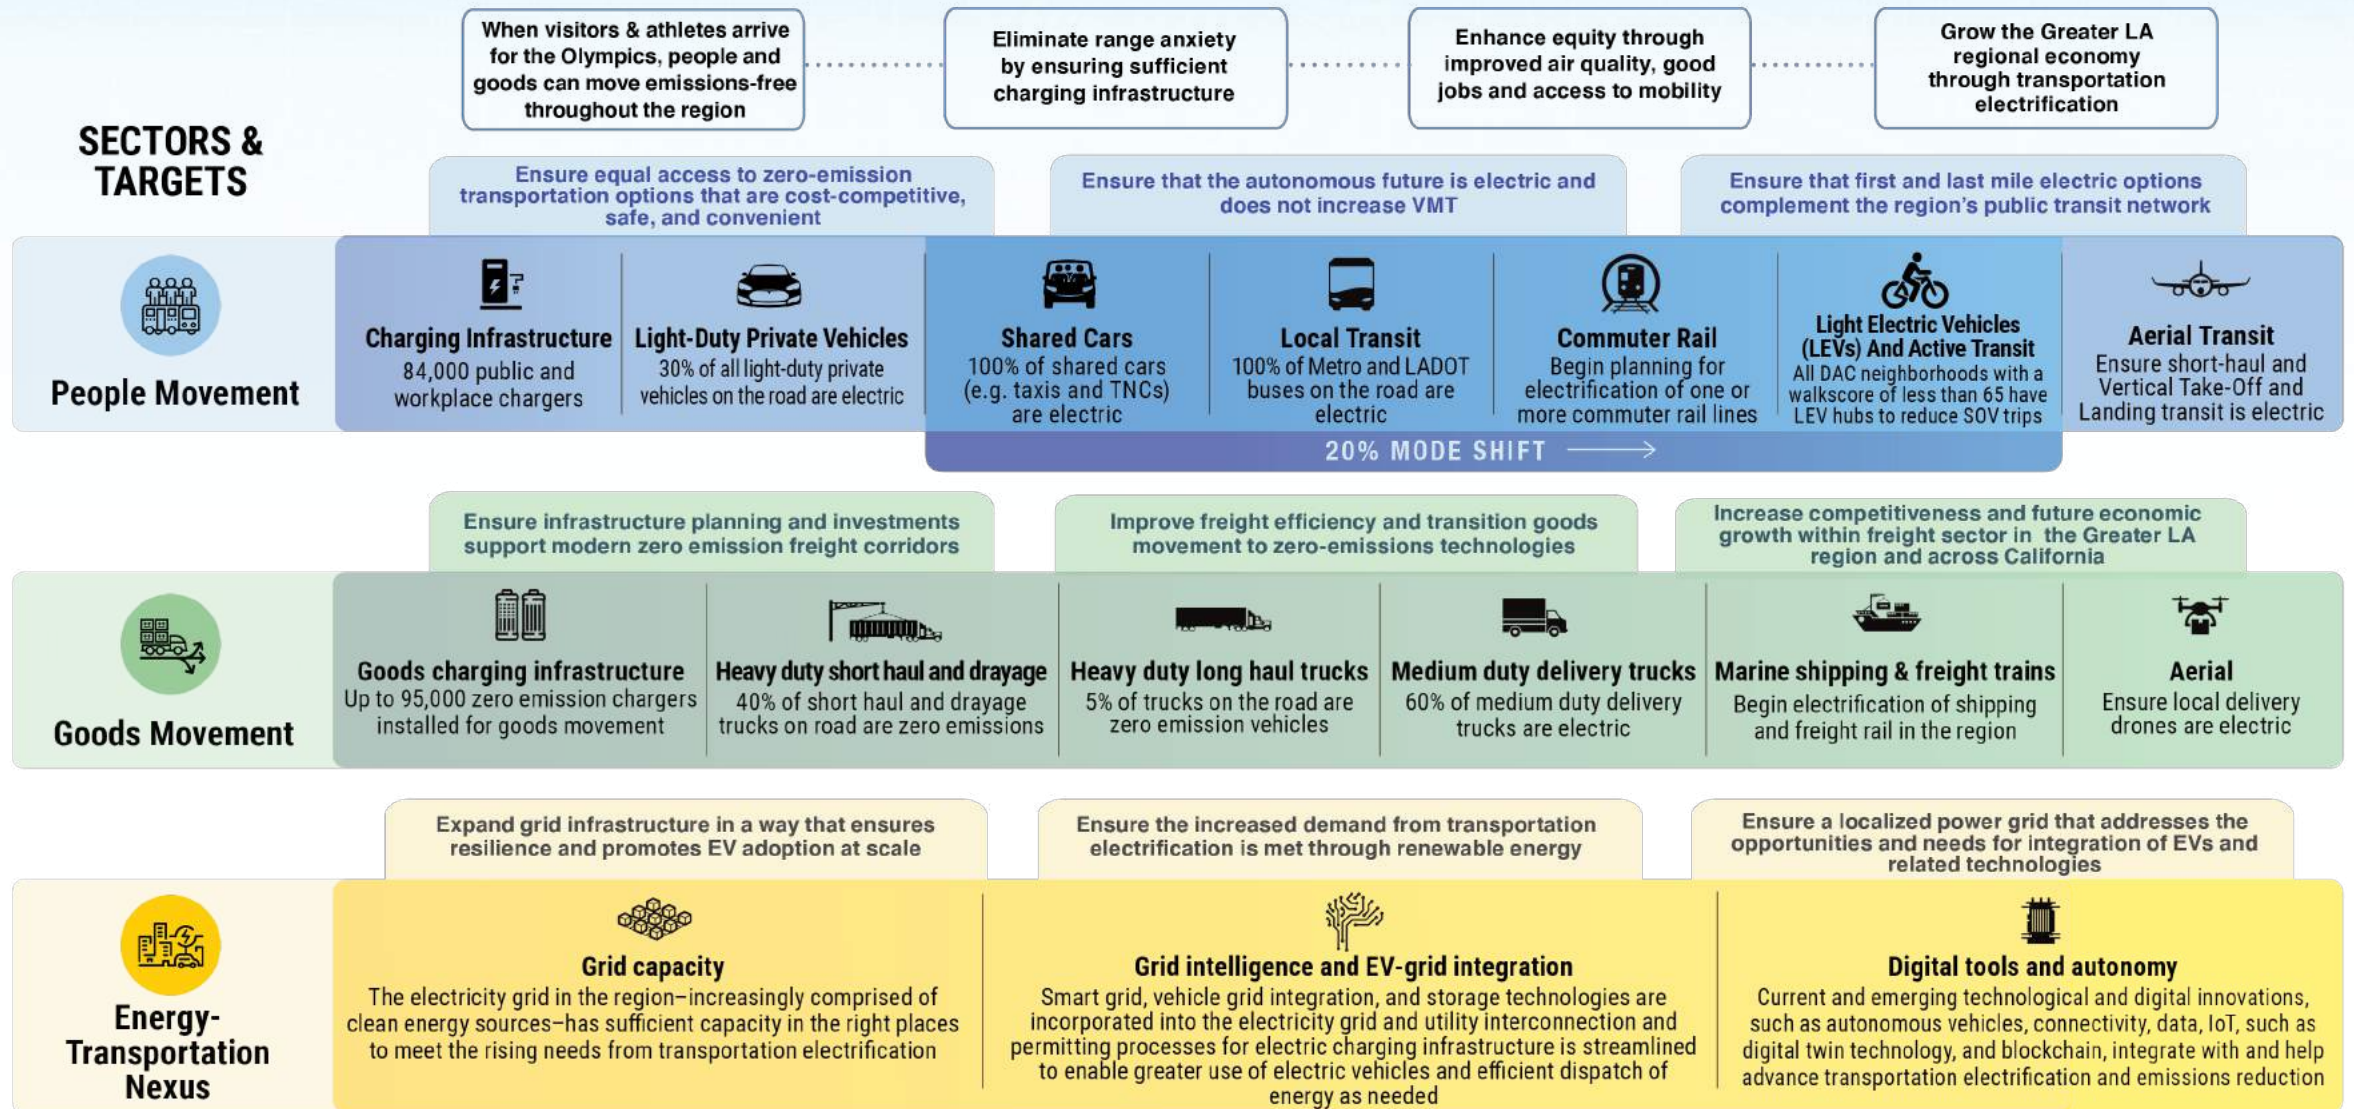 When visitors & athletes arrive
for the Olympics, people and
goods can move emissions-free
throughout the region
Eliminate range anxiety
by ensuring sufficient
charging infrastructure
Enhance equity through
improved air quality, good
jobs and access to mobility
Grow the Greater LA
regional economy
through transportation
electrification
SECTORS &
TARGETS
Ensure equal access to zero-emission
transportation options that are cost-competitive,
safe, and convenient
Ensure that the autonomous future is electric and
does not increase VMT
Ensure that first and last mile electric options
complement the region's public transit network
People Movement
Charging Infrastructure
84,000 public and
workplace chargers
Light-Duty Private Vehicles
30% of all light-duty private
vehicles on the road are electric
Shared Cars
100% of shared cars
(e.g. taxis and TNCs)
are electric
Local Transit
100% of Metro and LADOT
buses on the road are
electric
Commuter Rail
Begin planning for
electrification of one or
more commuter rail lines
Light Electric Vehicles
(LEVs) And Active Transit
All DAC neighborhoods with a
walkscore of less than 65 have
LEV hubs to reduce SOV trips
Aerial Transit
Ensure short-haul and
Vertical Take-Off and
Landing transit is electric
20% MODE SHIFT
Ensure infrastructure planning and investments
support modern zero emission freight corridors
Improve freight efficiency and transition goods
movement to zero-emissions technologies
Increase competitiveness and future economic
growth within freight sector in the Greater LA
region and across California
Goods Movement
Goods charging infrastructure
Up to 95,000 zero emission chargers
installed for goods movement
Heavy duty short haul and drayage
40% of short haul and drayage
trucks on road are zero emissions
Heavy duty long haul trucks
5% of trucks on the road are
zero emission vehicles
Medium duty delivery trucks
60% of medium duty delivery
trucks are electric
Marine shipping & freight trains
Begin electrification of shipping
and freight rail in the region
Aerial
Ensure local delivery
drones are electric
Expand grid infrastructure in a way that ensures
resilience and promotes EV adoption at scale
Ensure the increased demand from transportation
electrification is met through renewable energy
Ensure a localized power grid that addresses the
opportunities and needs for integration of EVs and
related technologies
Energy-
Transportation
Nexus
Grid capacity
The electricity grid in the region–increasingly comprised of
clean energy sources–has sufficient capacity in the right places
to meet the rising needs from transportation electrification
Grid intelligence and EV-grid integration
Smart grid, vehicle grid integration, and storage technologies are
incorporated into the electricity grid and utility interconnection and
permitting processes for electric charging infrastructure is streamlined
to enable greater use of electric vehicles and efficient dispatch of
energy as needed
Digital tools and autonomy
Current and emerging technological and digital innovations,
such as autonomous vehicles, connectivity, data, IoT, such as
digital twin technology, and blockchain, integrate with and help
advance transportation electrification and emissions reduction